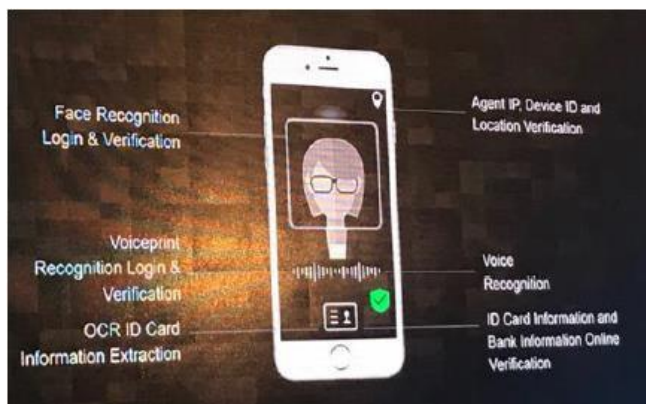 Face Recognition
Login & Verification
Voiceprint
Recognition Login &
Verification
OCR ID Card
Information Extraction
Agent IP, Device ID and
Location Verification
Voice
Recognition
ID Card Information and
Bank Information Online
Verification